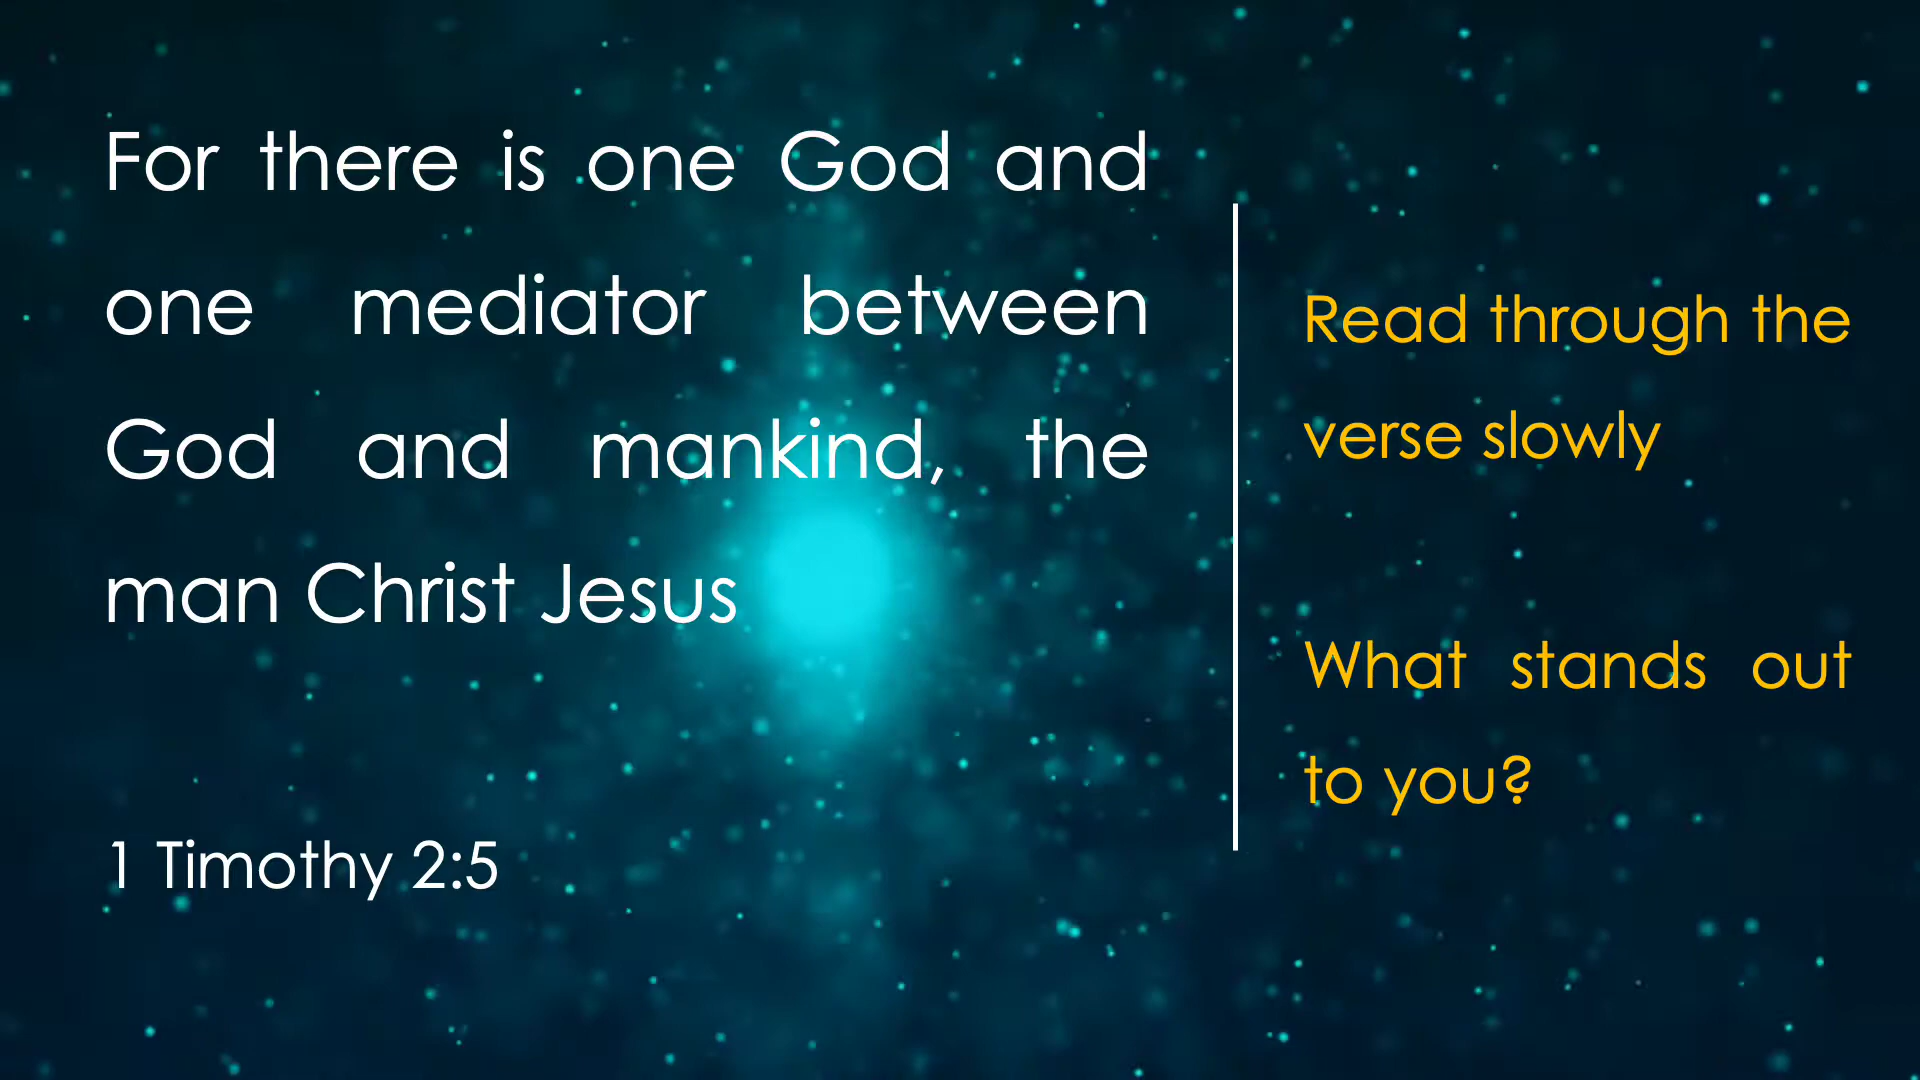 For there is one God and
one mediator between
God and mankind, the
man Christ Jesus
1 Timothy 2:5
Read through the
verse slowly
What stands out
to you?